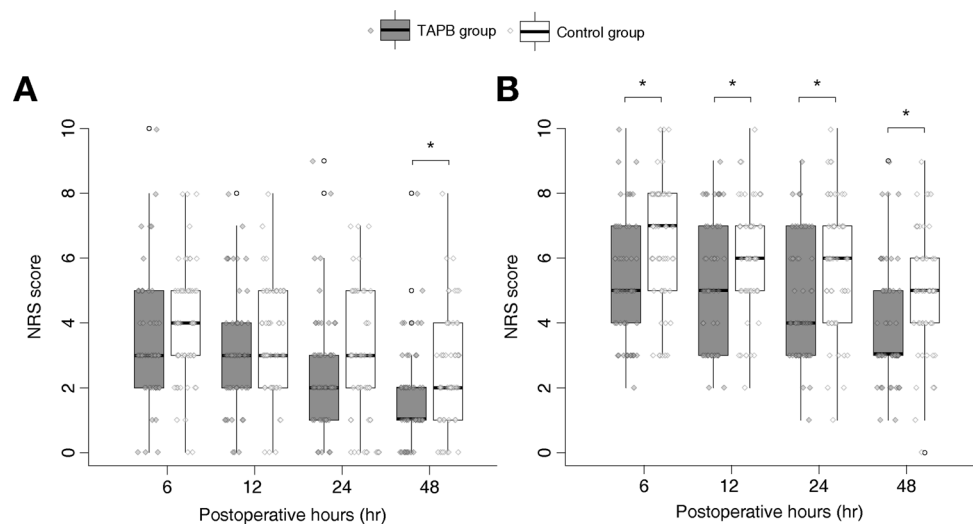 TAPB group Control group
A
B
* * *
*
*
10
8
6
4
2
0
NRS score
6 12 24 48
Postoperative hours (hr)
10
8
6
4
2
0
NRS score
6 12 24 48
Postoperative hours (hr)